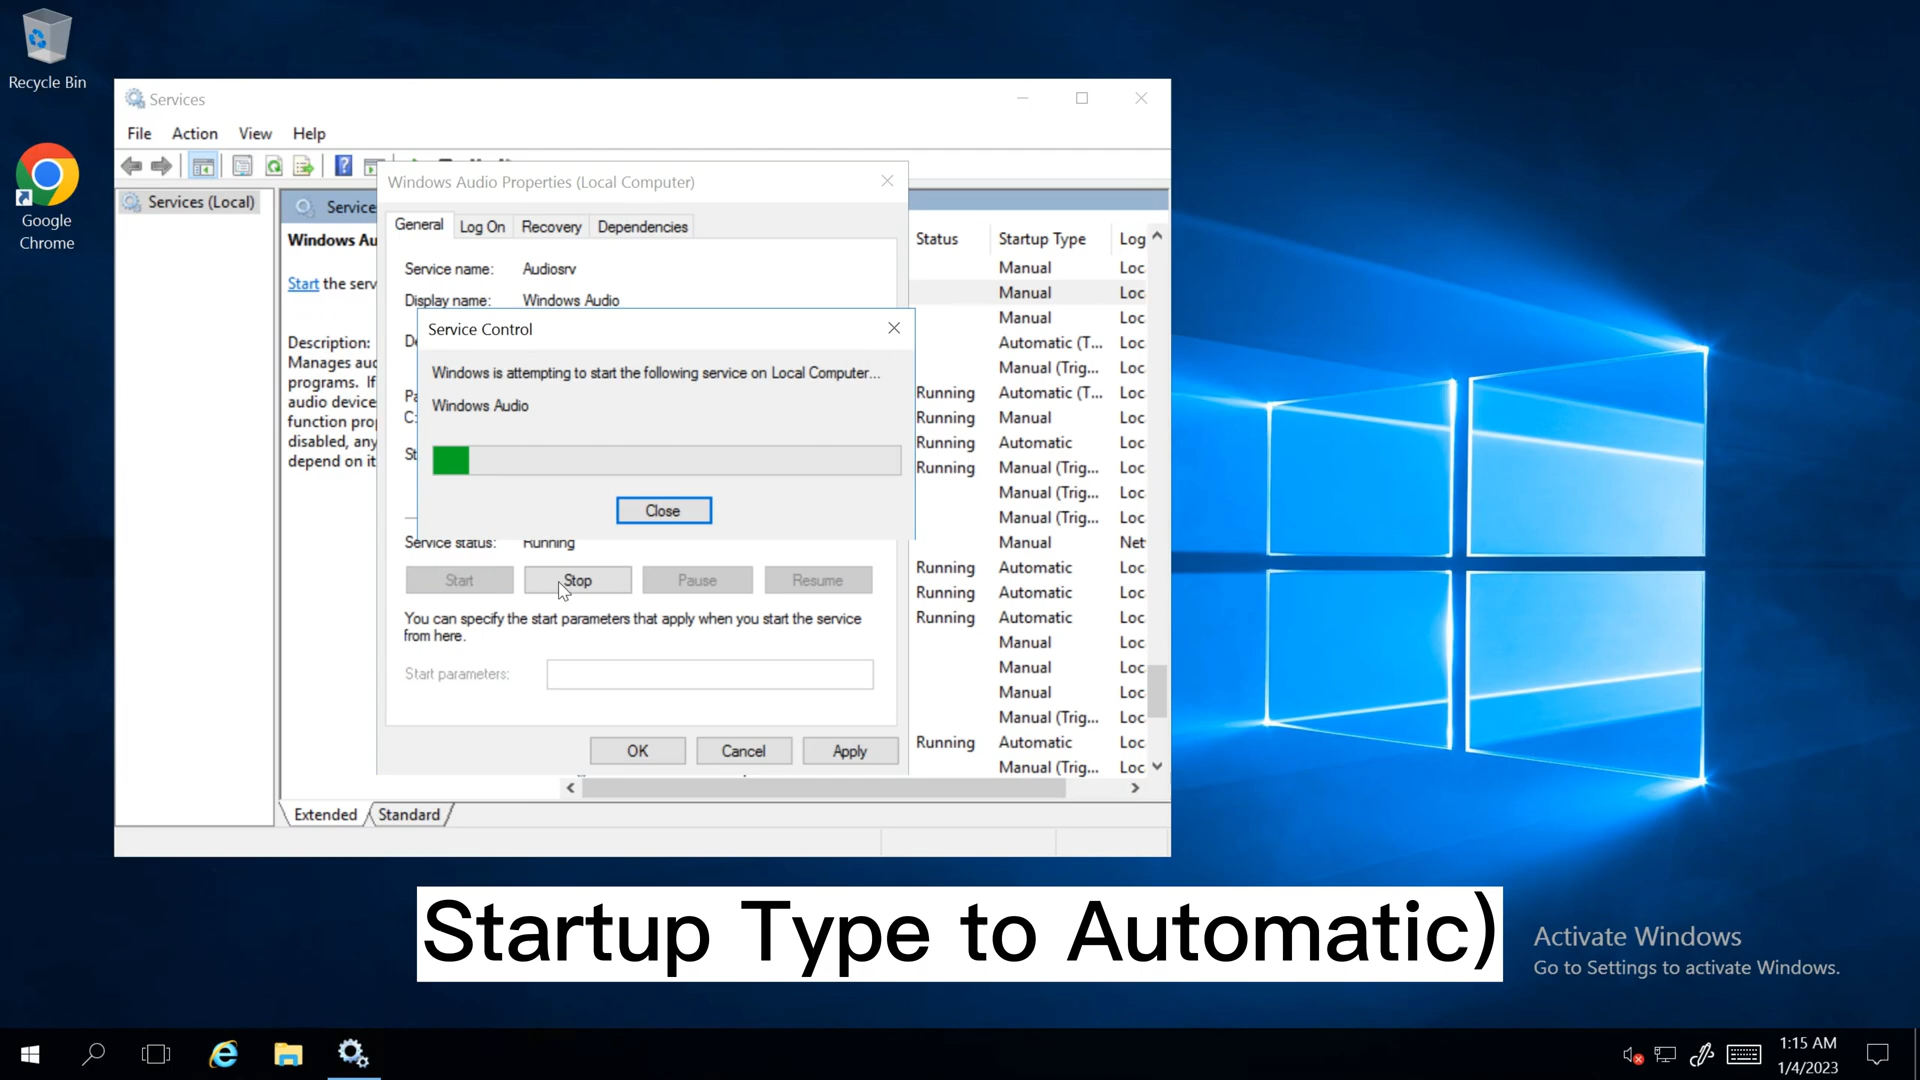 Recycle Bin
Google
Chrome
Services
File Action View Help
Services (Local)
Service
Windows Au
Start the serv
Description:
Manages aud
programs. If
audio device
function prop
disabled, any
depend on it
Windows Audio Properties (Local Computer)
General Log On Recovery Dependencies
Service name: Audiosrv
Display name: Windows Audio
Service Control
Windows is attempting to start the following service on Local Computer...
Windows Audio
Close
Service status: Running
Start Stop Pause Resume
You can specify the start parameters that apply when you start the service
from here.
Start parameters:
OK Cancel Apply
Status Startup Type Log
Manual Loc
Manual Loc
Manual Loc
Automatic (T... Loc
Manual (Trig... Loc
Running Automatic (T... Loc
Running Manual Loc
Running Automatic Loc
Running Manual (Trig... Loc
Manual (Trig... Loc
Manual (Trig... Loc
Manual Net
Running Automatic Loc
Running Automatic Loc
Running Automatic Loc
Manual Loc
Manual Loc
Manual Loc
Manual (Trig... Loc
Running Automatic Loc
Manual (Trig... Loc
Extended Standard
Startup Type to Automatic)
Activate Windows
Go to Settings to activate Windows.
1:15 AM
1/4/2023